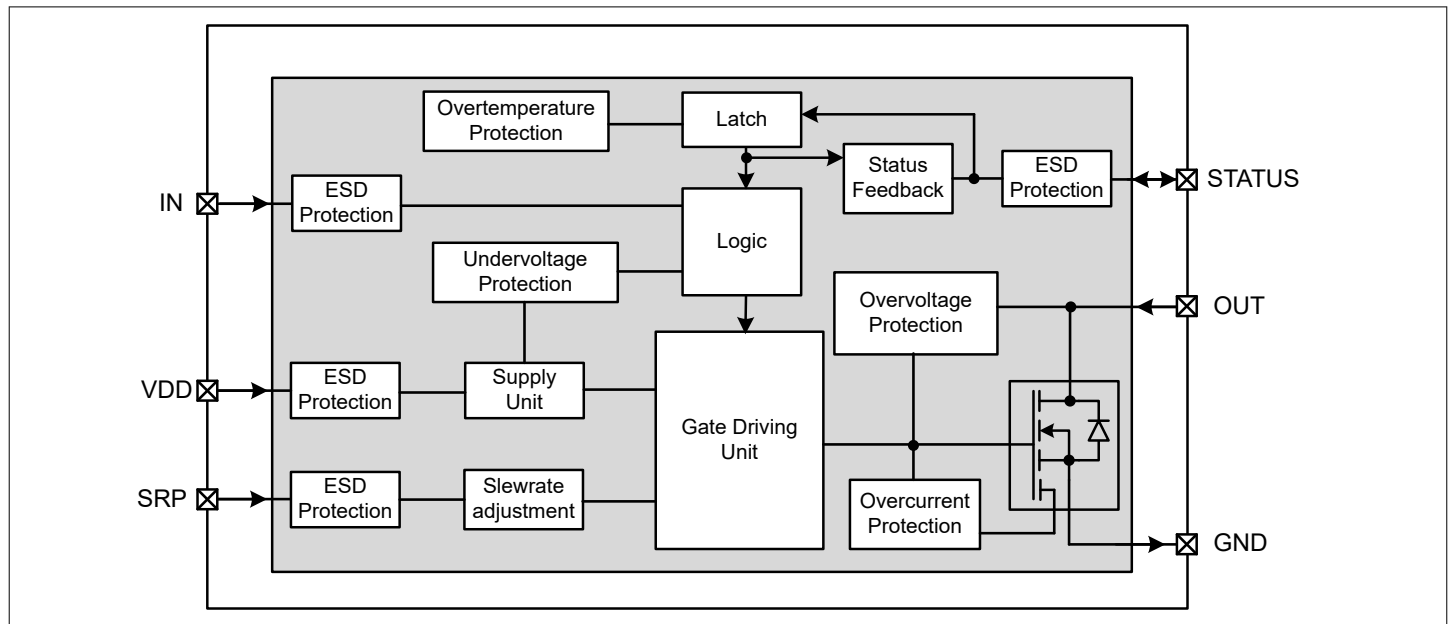 Overtemperature
Protection
Latch
Status
Feedback
ESD
Protection
STATUS
IN
ESD
Protection
Logic
Undervoltage
Protection
Overvoltage
Protection
OUT
VDD
ESD
Protection
Supply
Unit
Gate Driving
Unit
SRP
ESD
Protection
Slewrate
adjustment
Overcurrent
Protection
GND